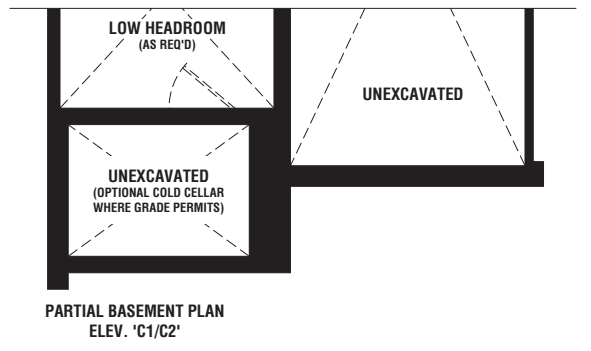 LOW HEADROOM
(AS REQ'D)
UNEXCAVATED
UNEXCAVATED
(OPTIONAL COLD CELLAR
WHERE GRADE PERMITS)
PARTIAL BASEMENT PLAN
ELEV. 'C1/C2'